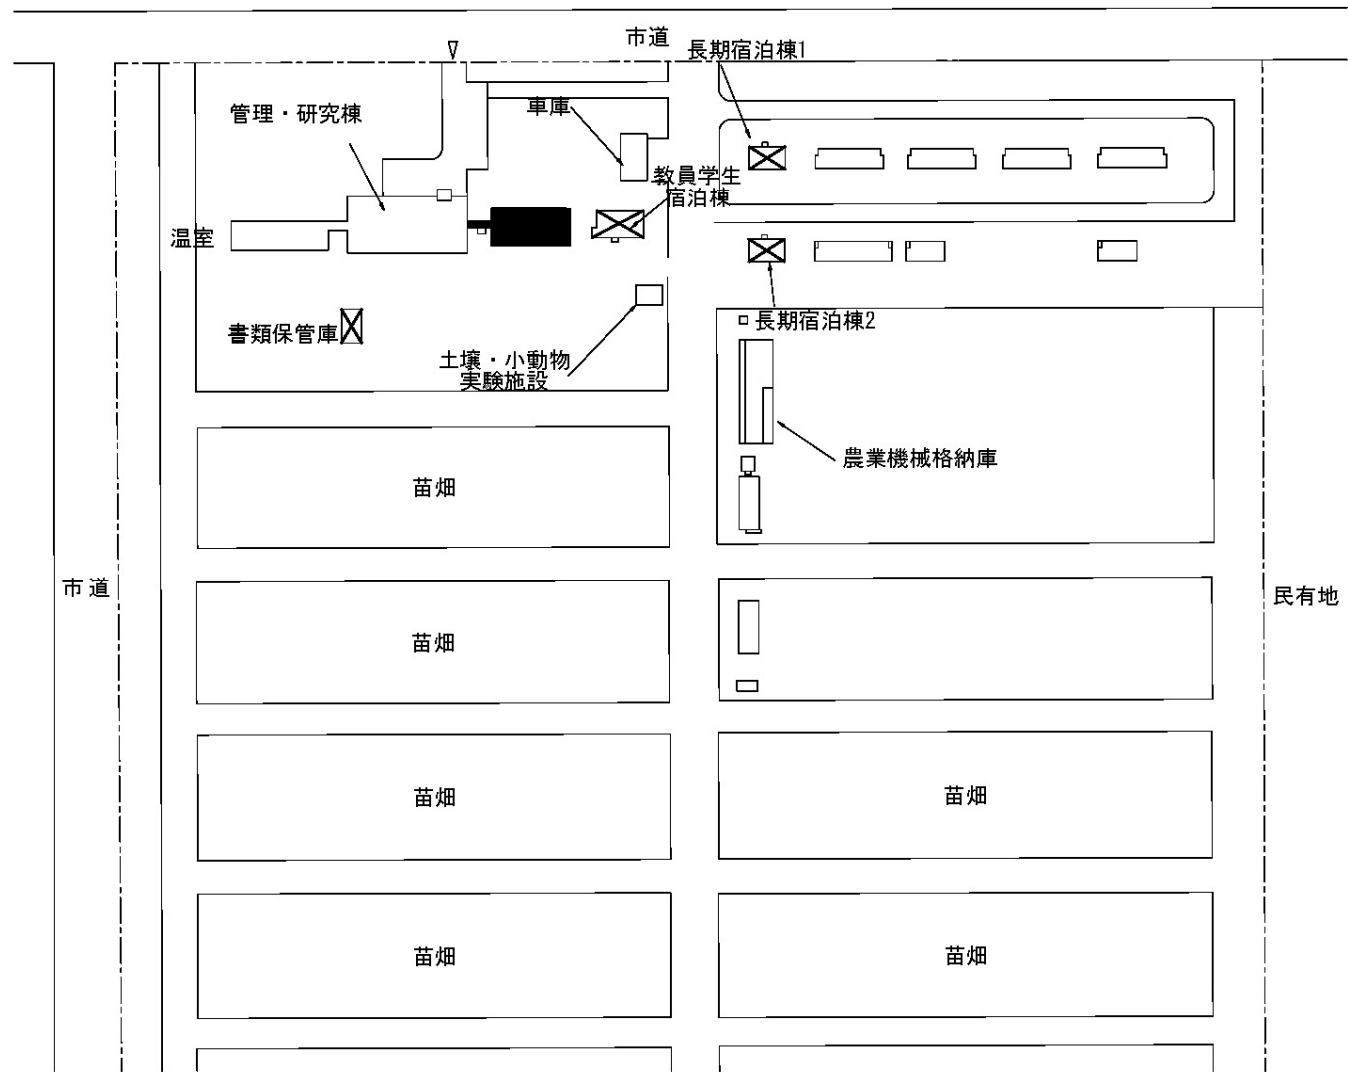 市道
長期宿泊棟1
管理・研究棟
車庫
教員学生
宿泊棟
温室
書類保管庫
土壌・小動物
実験施設
長期宿泊棟2
農業機械格納庫
苗畑
市道
民有地
苗畑
苗畑
苗畑
苗畑
苗畑